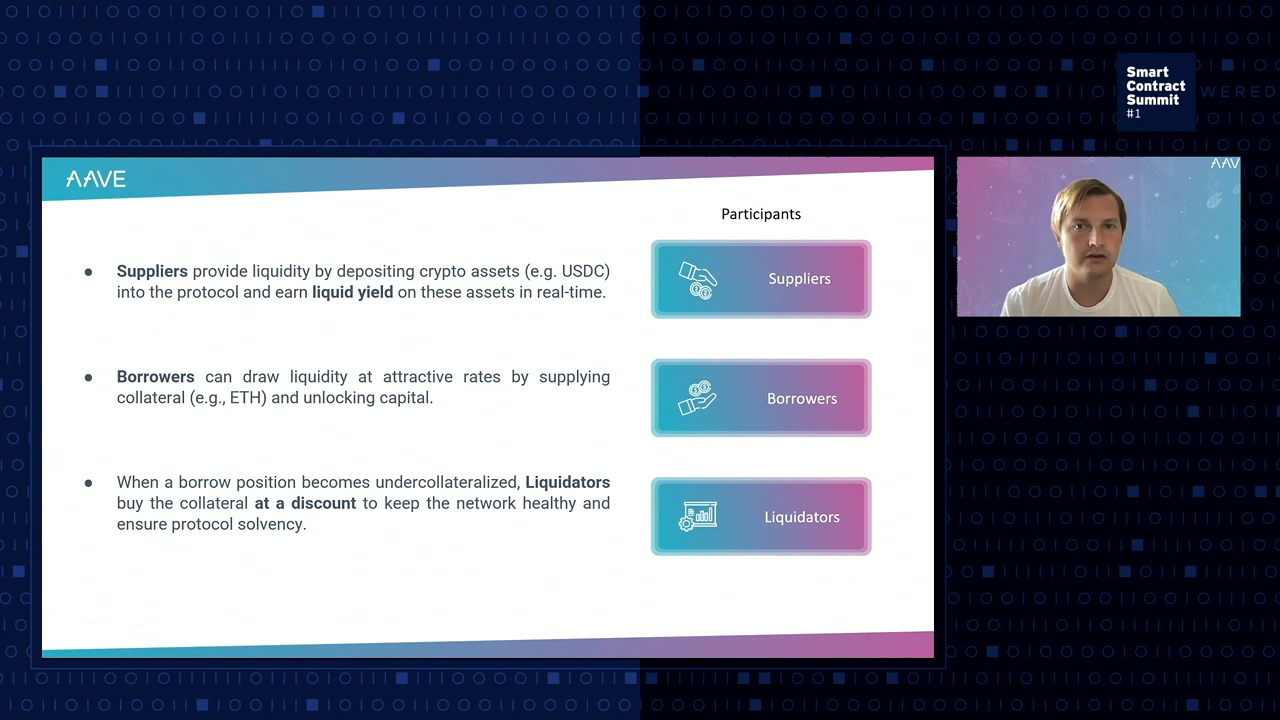 Smart
Contract
Summit
#1
WERED
AAVE
AAV
Participants
● Suppliers provide liquidity by depositing crypto assets (e.g. USDC)
into the protocol and earn liquid yield on these assets in real-time.
Suppliers
● Borrowers can draw liquidity at attractive rates by supplying
collateral (e.g., ETH) and unlocking capital.
Borrowers
● When a borrow position becomes undercollateralized, Liquidators
buy the collateral at a discount to keep the network healthy and
ensure protocol solvency.
Liquidators